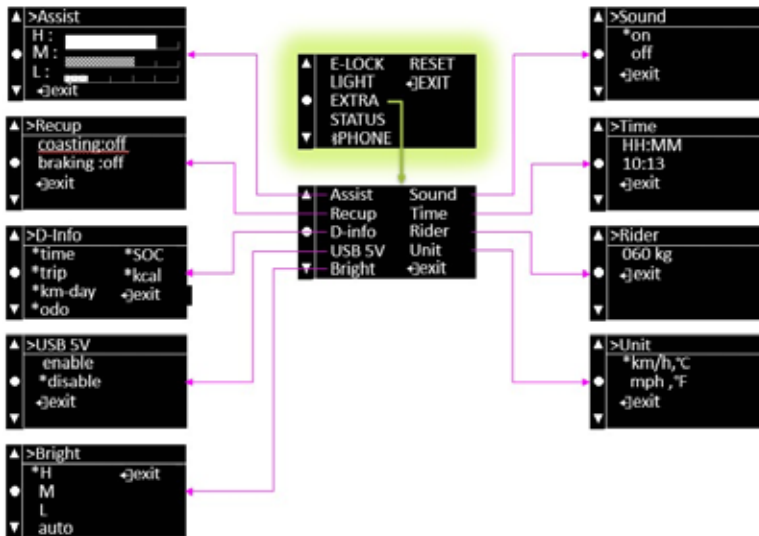 >Assist
H :
M :
L :
exit
>Recup
coasting:off
braking :off
exit
>D-Info
*time *SOC
*trip *kcal
*km-day exit
*odo
>USB 5V
enable
*disable
exit
>Bright
*H exit
M
L
auto
E-LOCK RESET
LIGHT EXIT
EXTRA
STATUS
PHONE
Assist Sound
Recup Time
D-info Rider
USB 5V Unit
Bright exit
>Sound
*on
off
exit
>Time
HH:MM
10:13
exit
>Rider
060 kg
exit
>Unit
*km/h,℃
mph ,℉
exit